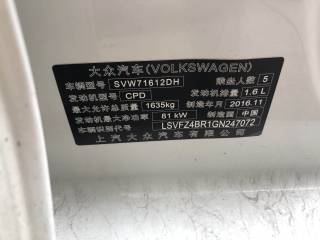 大众汽车(VOLKSWAGEN)
车辆型号 SVW71612DH 乘坐人数 5
发动机型号 CPD 发动机排量 1.6 L
最大允许总质量 1635kg 制造年月 2016.11
发动机最大净功率 81 kW 制造国 中国
车辆识别代号 LSVFZ4BR1GN247072
上汽大众汽车有限公司